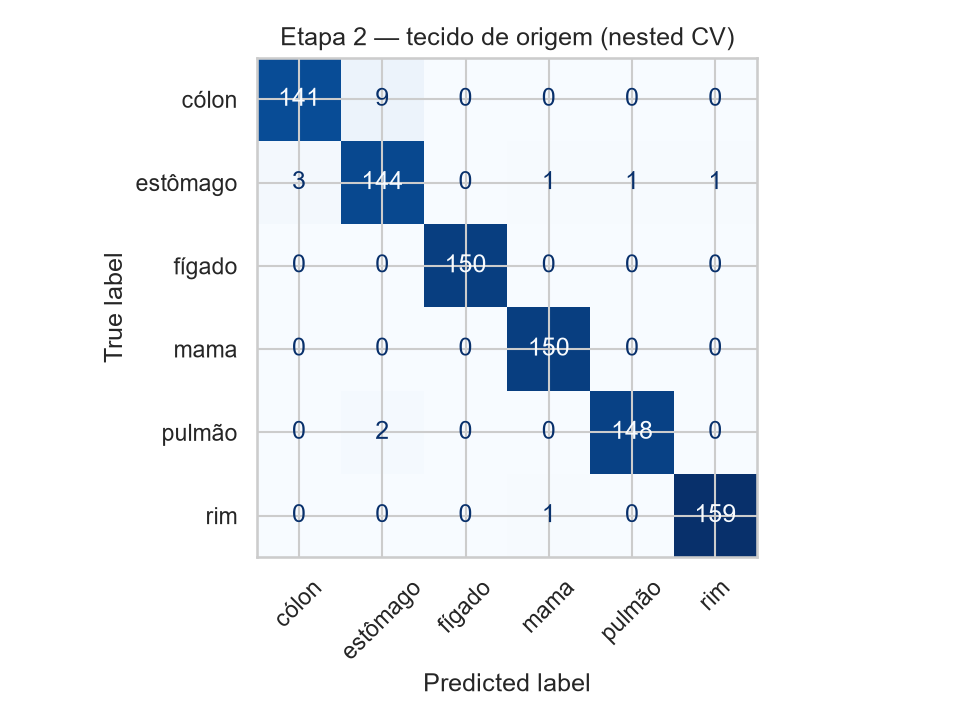 Etapa 2 — tecido de origem (nested CV)
cólon 141 9 0 0 0 0
estômago 3 144 0 1 1 1
fígado 0 0 150 0 0 0
mama 0 0 0 150 0 0
pulmão 0 2 0 0 148 0
rim 0 0 0 1 0 159
True label
cólon estômago fígado mama pulmão rim
Predicted label